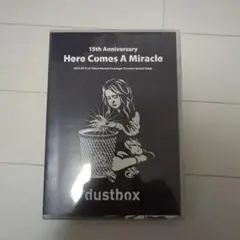 15th Anniversary
Here Comes A Miracle
dustbox